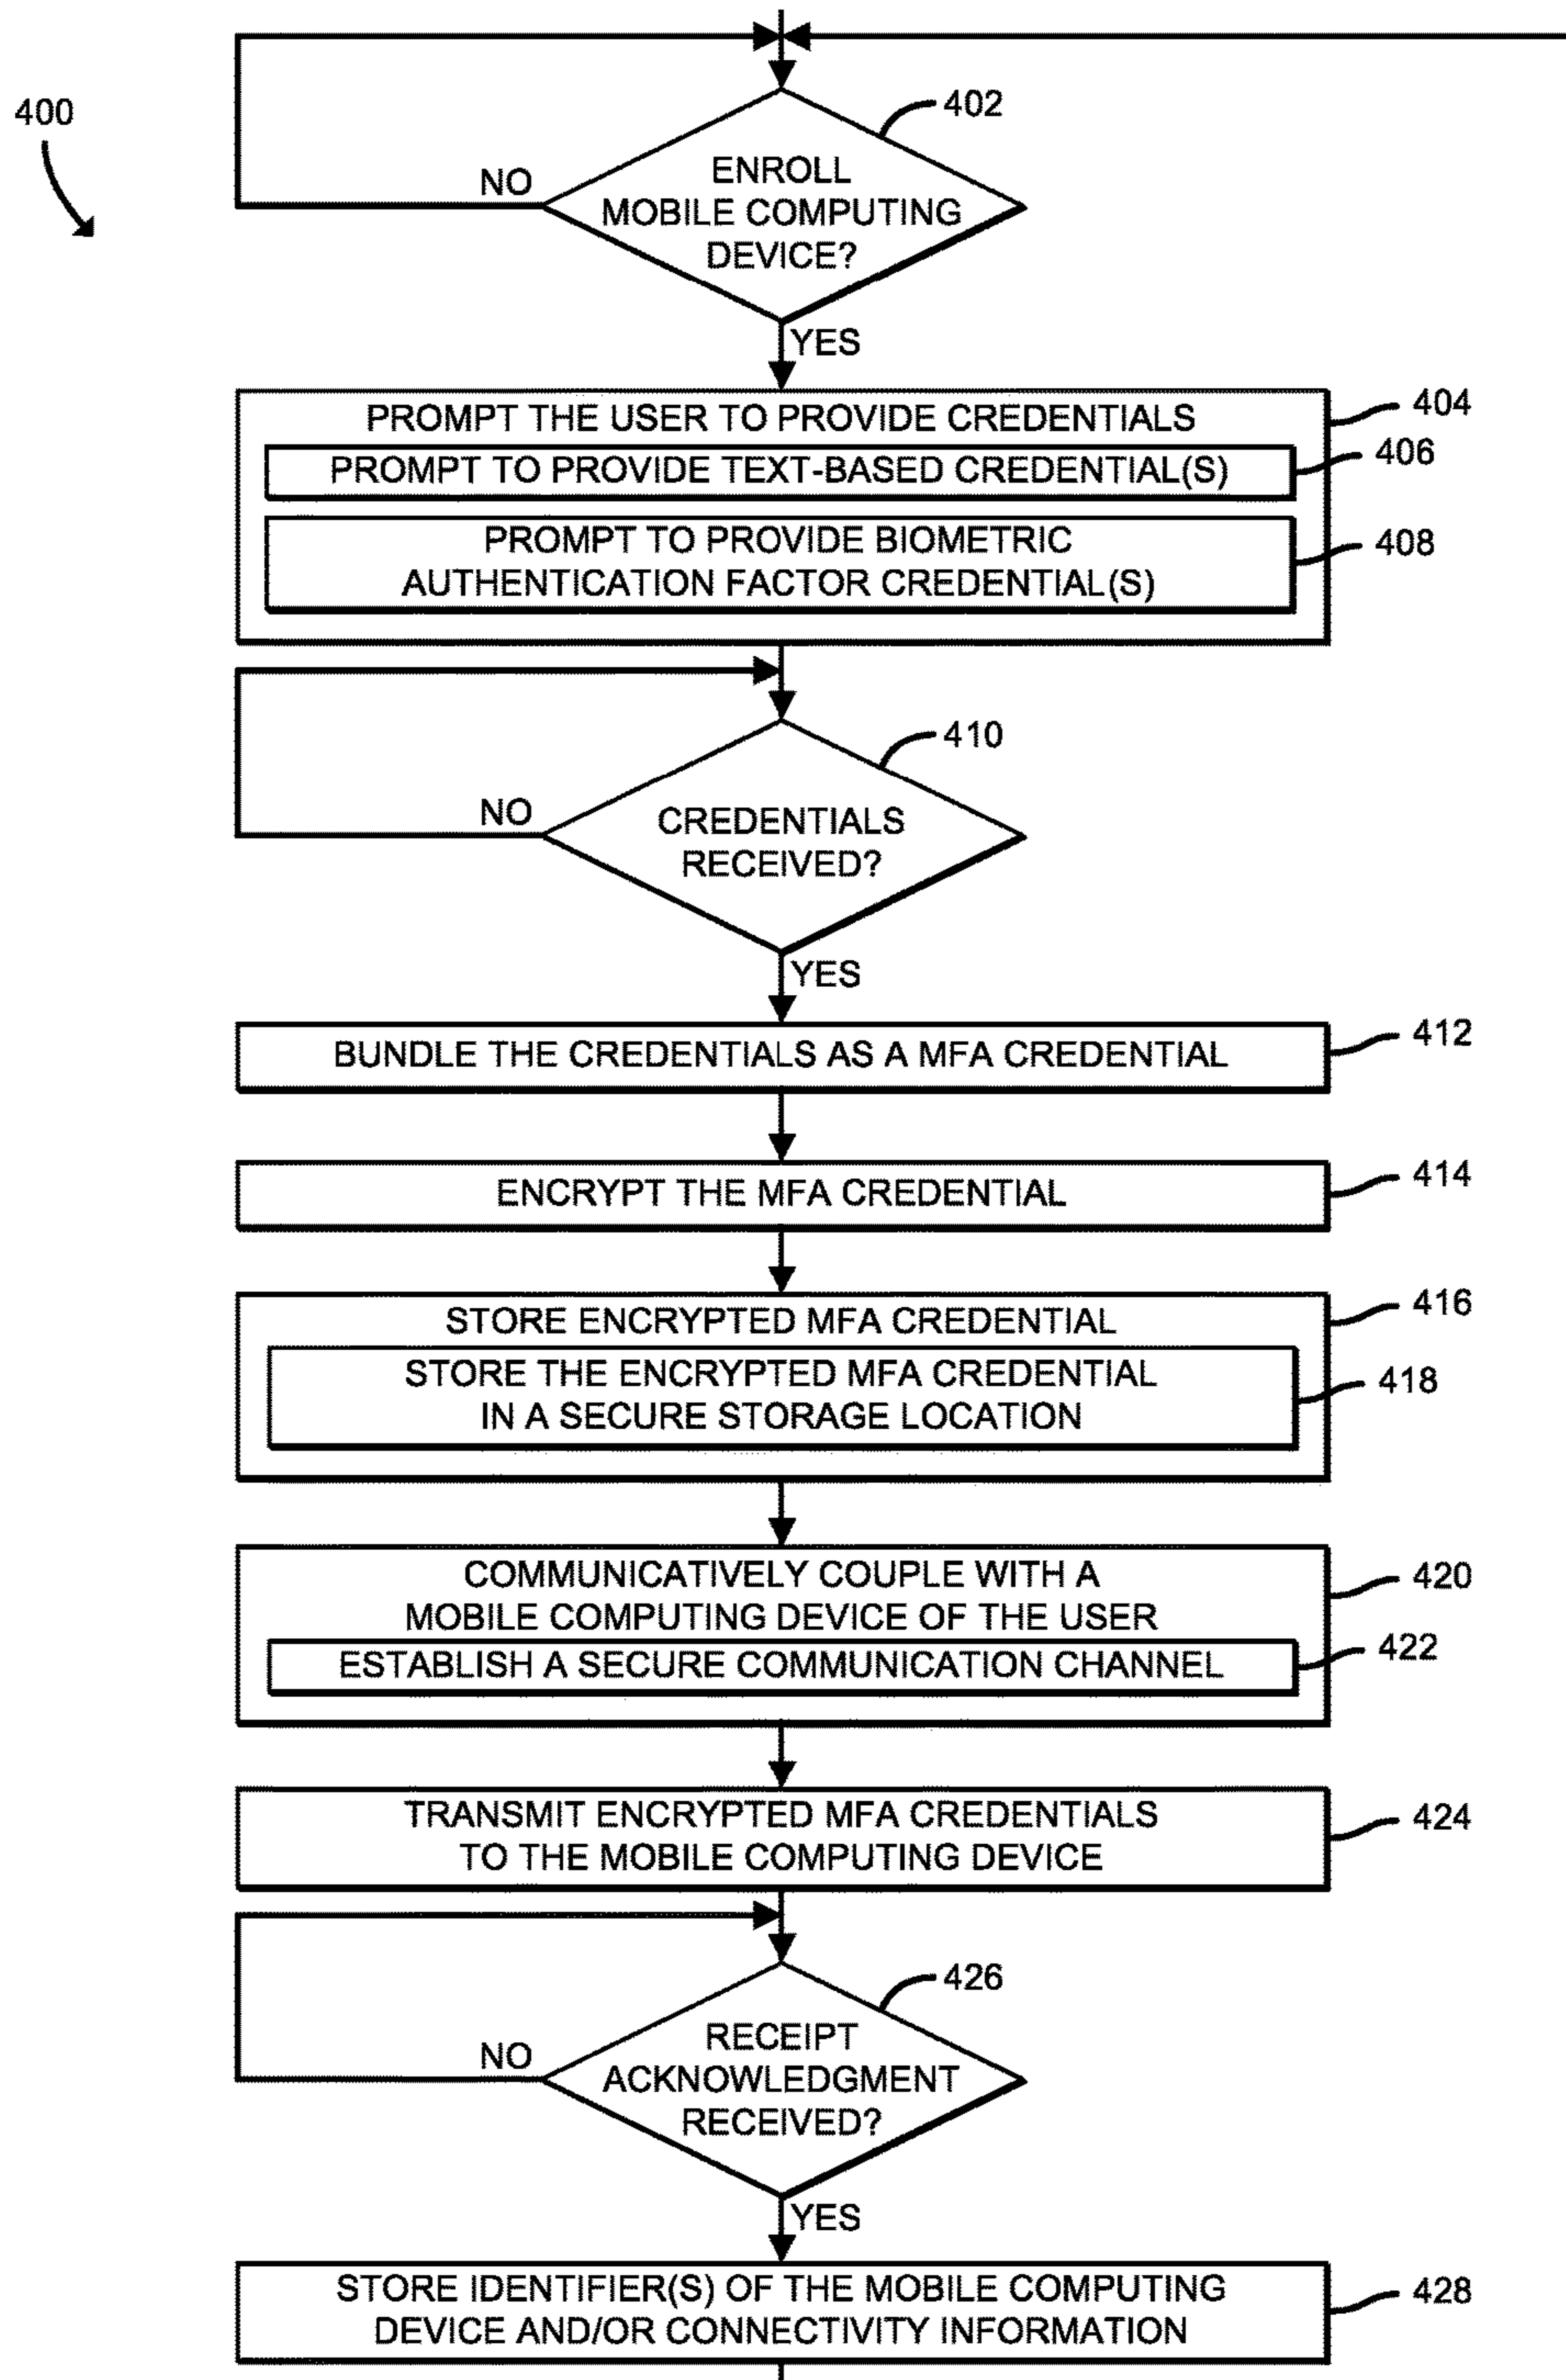 400
402
ENROLL
MOBILE COMPUTING
DEVICE?
NO
YES
PROMPT THE USER TO PROVIDE CREDENTIALS
404
PROMPT TO PROVIDE TEXT-BASED CREDENTIAL(S)
406
PROMPT TO PROVIDE BIOMETRIC
AUTHENTICATION FACTOR CREDENTIAL(S)
408
410
CREDENTIALS
RECEIVED?
NO
YES
BUNDLE THE CREDENTIALS AS A MFA CREDENTIAL
412
ENCRYPT THE MFA CREDENTIAL
414
STORE ENCRYPTED MFA CREDENTIAL
416
STORE THE ENCRYPTED MFA CREDENTIAL
IN A SECURE STORAGE LOCATION
418
COMMUNICATIVELY COUPLE WITH A
MOBILE COMPUTING DEVICE OF THE USER
420
ESTABLISH A SECURE COMMUNICATION CHANNEL
422
TRANSMIT ENCRYPTED MFA CREDENTIALS
TO THE MOBILE COMPUTING DEVICE
424
426
RECEIPT
ACKNOWLEDGMENT
RECEIVED?
NO
YES
STORE IDENTIFIER(S) OF THE MOBILE COMPUTING
DEVICE AND/OR CONNECTIVITY INFORMATION
428